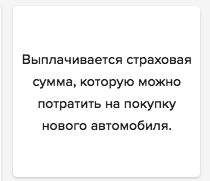 Выплачивается страховая
сумма, которую можно
потратить на покупку
нового автомобиля.